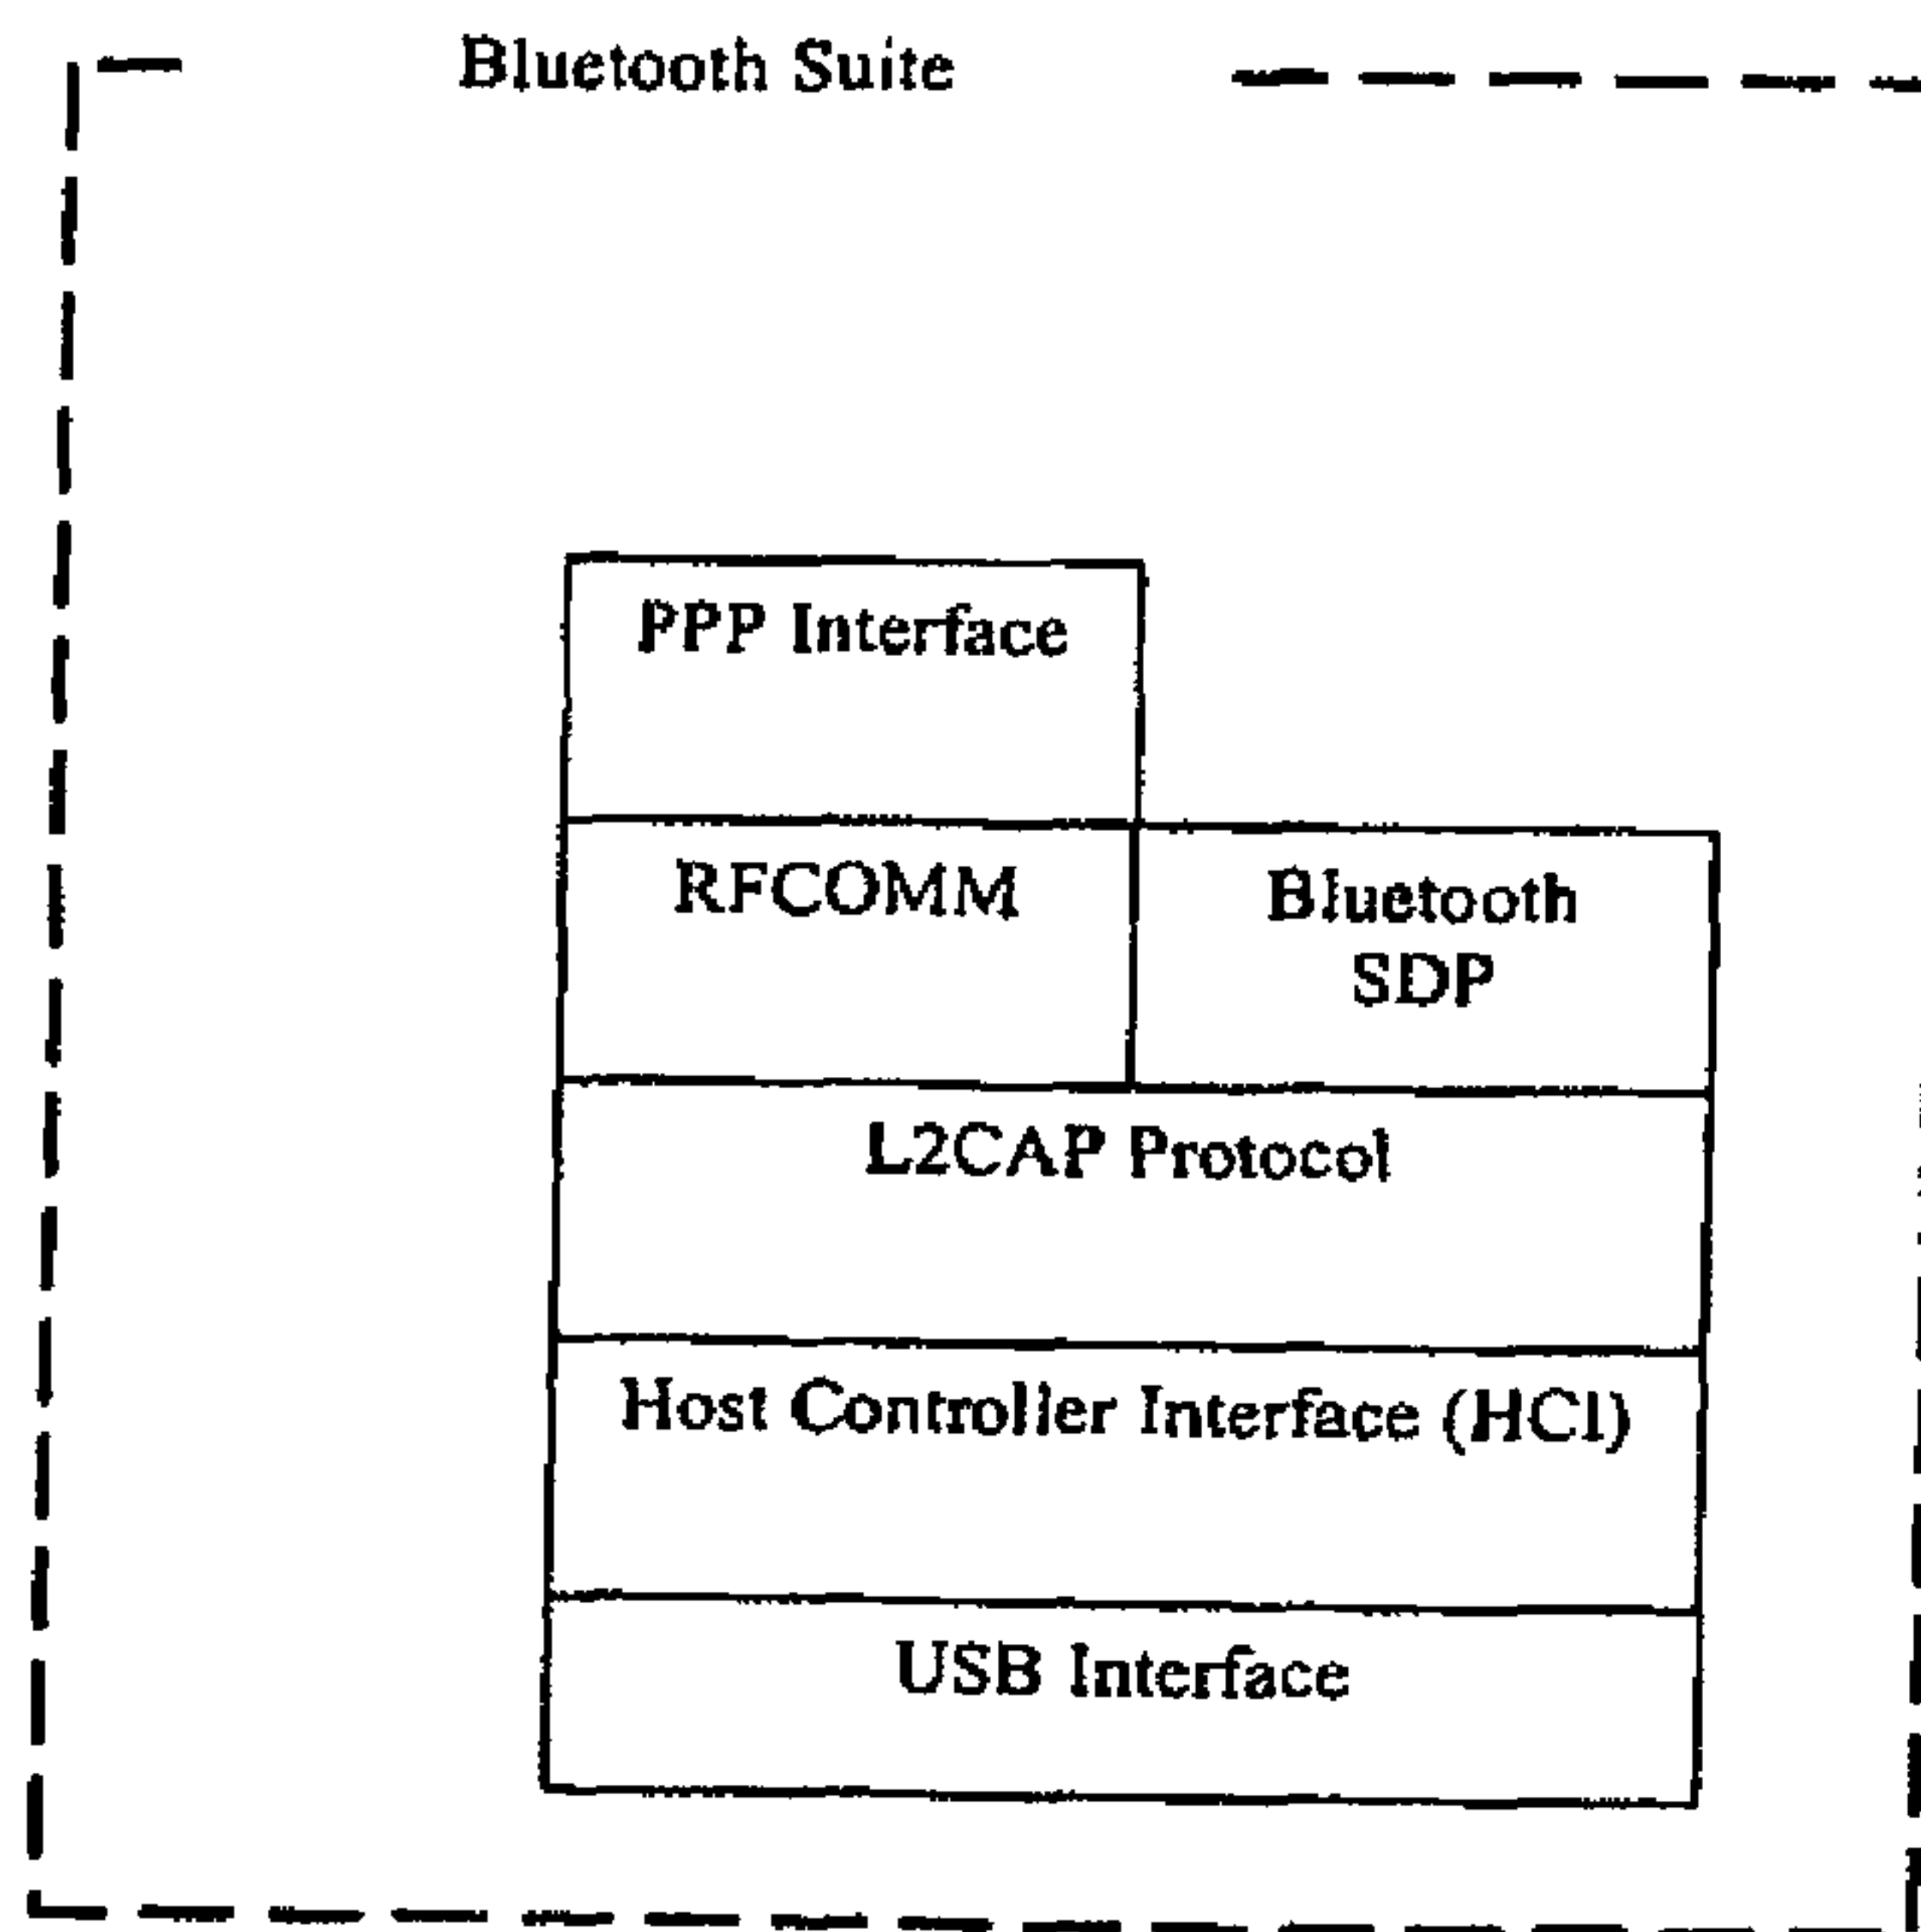 Bluetooth Suite
PPP Interface
RFCOMM
Bluetooth
SDP
L2CAP Protocol
Host Controller Interface (HCI)
USB Interface